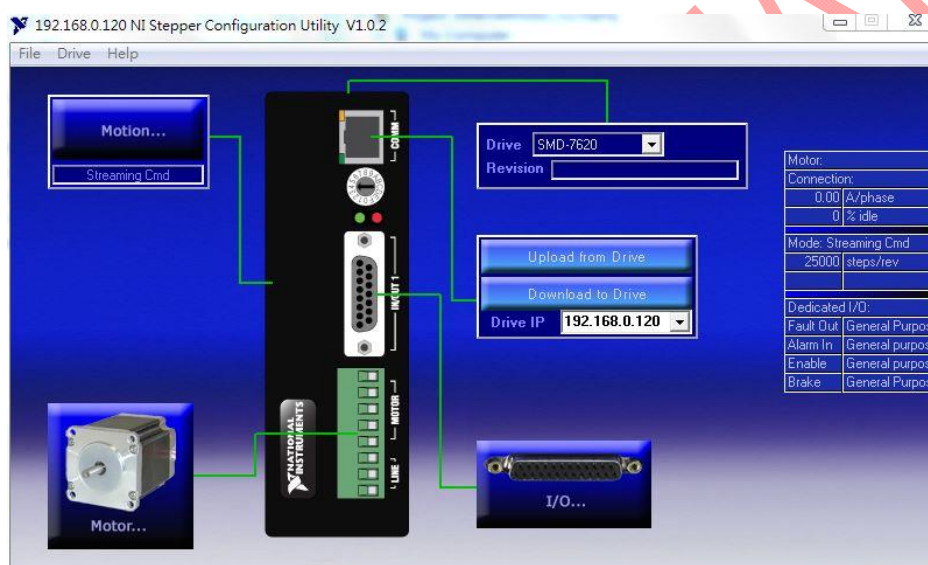 192.168.0.120 NI Stepper Configuration Utility V1.0.2
File Drive Help
Motion...
Streaming Cmd
COMM
IN/OUT 1
MOTOR
LINE
NATIONAL
INSTRUMENTS
Motor...
Drive SMD-7620
Revision
Upload from Drive
Download to Drive
Drive IP 192.168.0.120
I/O...
Motor:
Connection:
0.00 A/phase
0 % idle
Mode: Streaming Cmd
25000 steps/rev
Dedicated I/O:
Fault Out General Purpos
Alarm In General purpos
Enable General purpos
Brake General Purpos